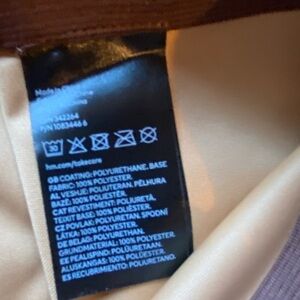 Made in
342264
P/N 1083446 6
hm.com/takecare
GB COATING: POLYURETHANE. BASE
FABRIC: 100% POLYESTER.
AL VESHJE: POLIURETAN. PËLHURA
BAZË: 100% POLIESTER.
CAT REVESTIMENT: POLIURETÀ.
TEIXIT BASE: 100% POLIÈSTER.
CZ POVLAK: POLYURETAN. SPODNÍ
LÁTKA: 100% POLYESTER.
DE BELAG: POLYURETHAN.
GRUNDMATERIAL: 100% POLYESTER.
EE PEALISPIND: POLÜURETAAN.
ALUSKANGAS: 100% POLÜESTER.
ES RECUBRIMIENTO: POLIURETANO.